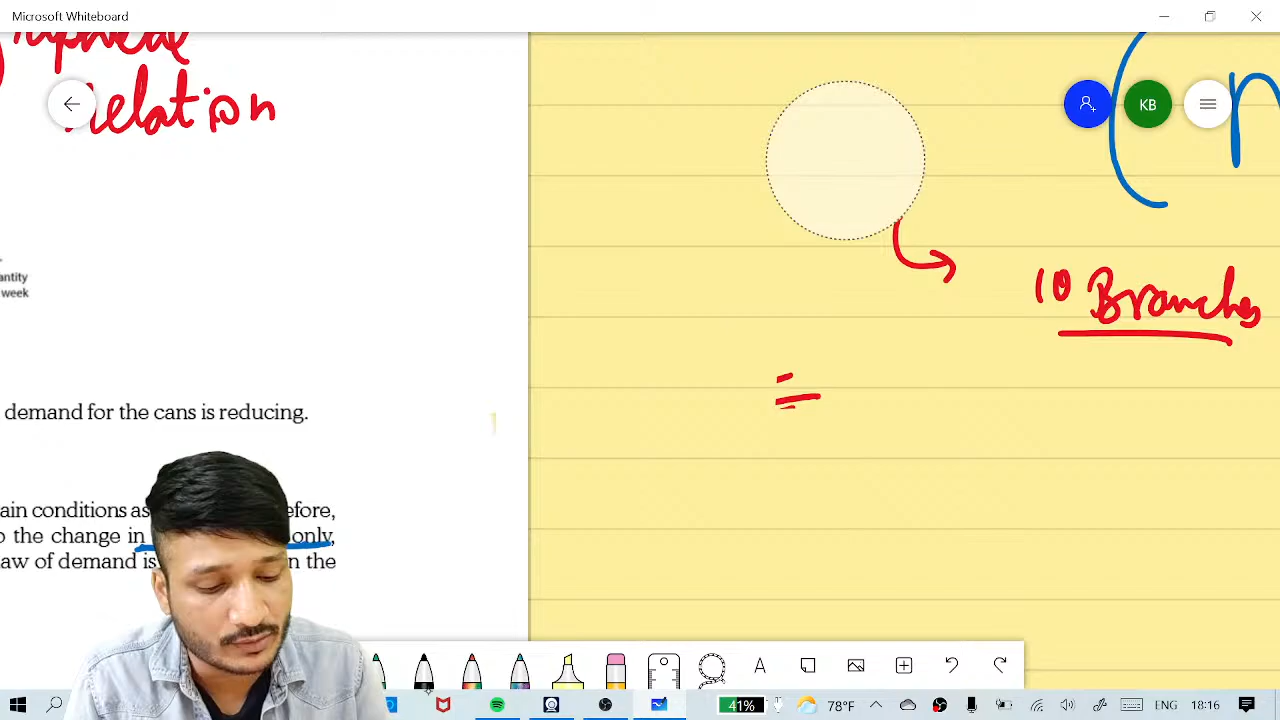 Microsoft Whiteboard
Relation
KB
10 Branches
antity
week
demand for the cans is reducing.
ain conditions as efore,
the change in only,
aw of demand is n the
A
41%
78°F
ENG
18:16